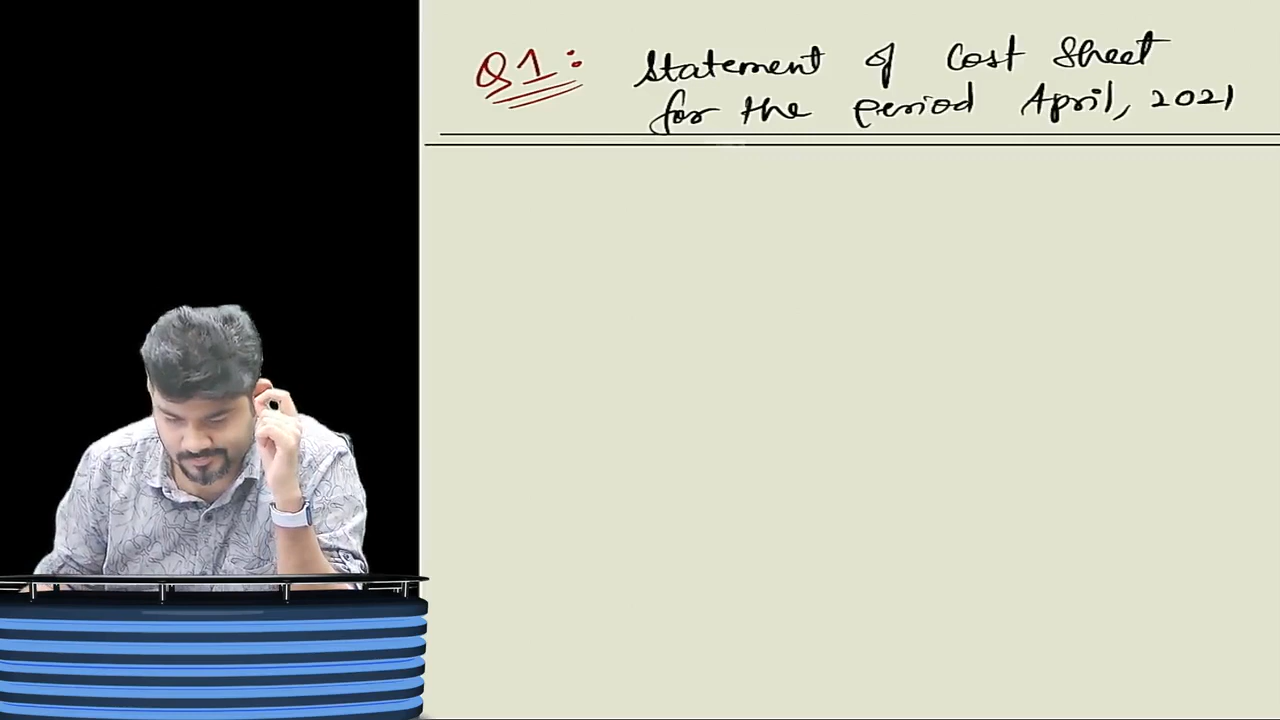 Q1: Statement of Cost Sheet
for the period April, 2021